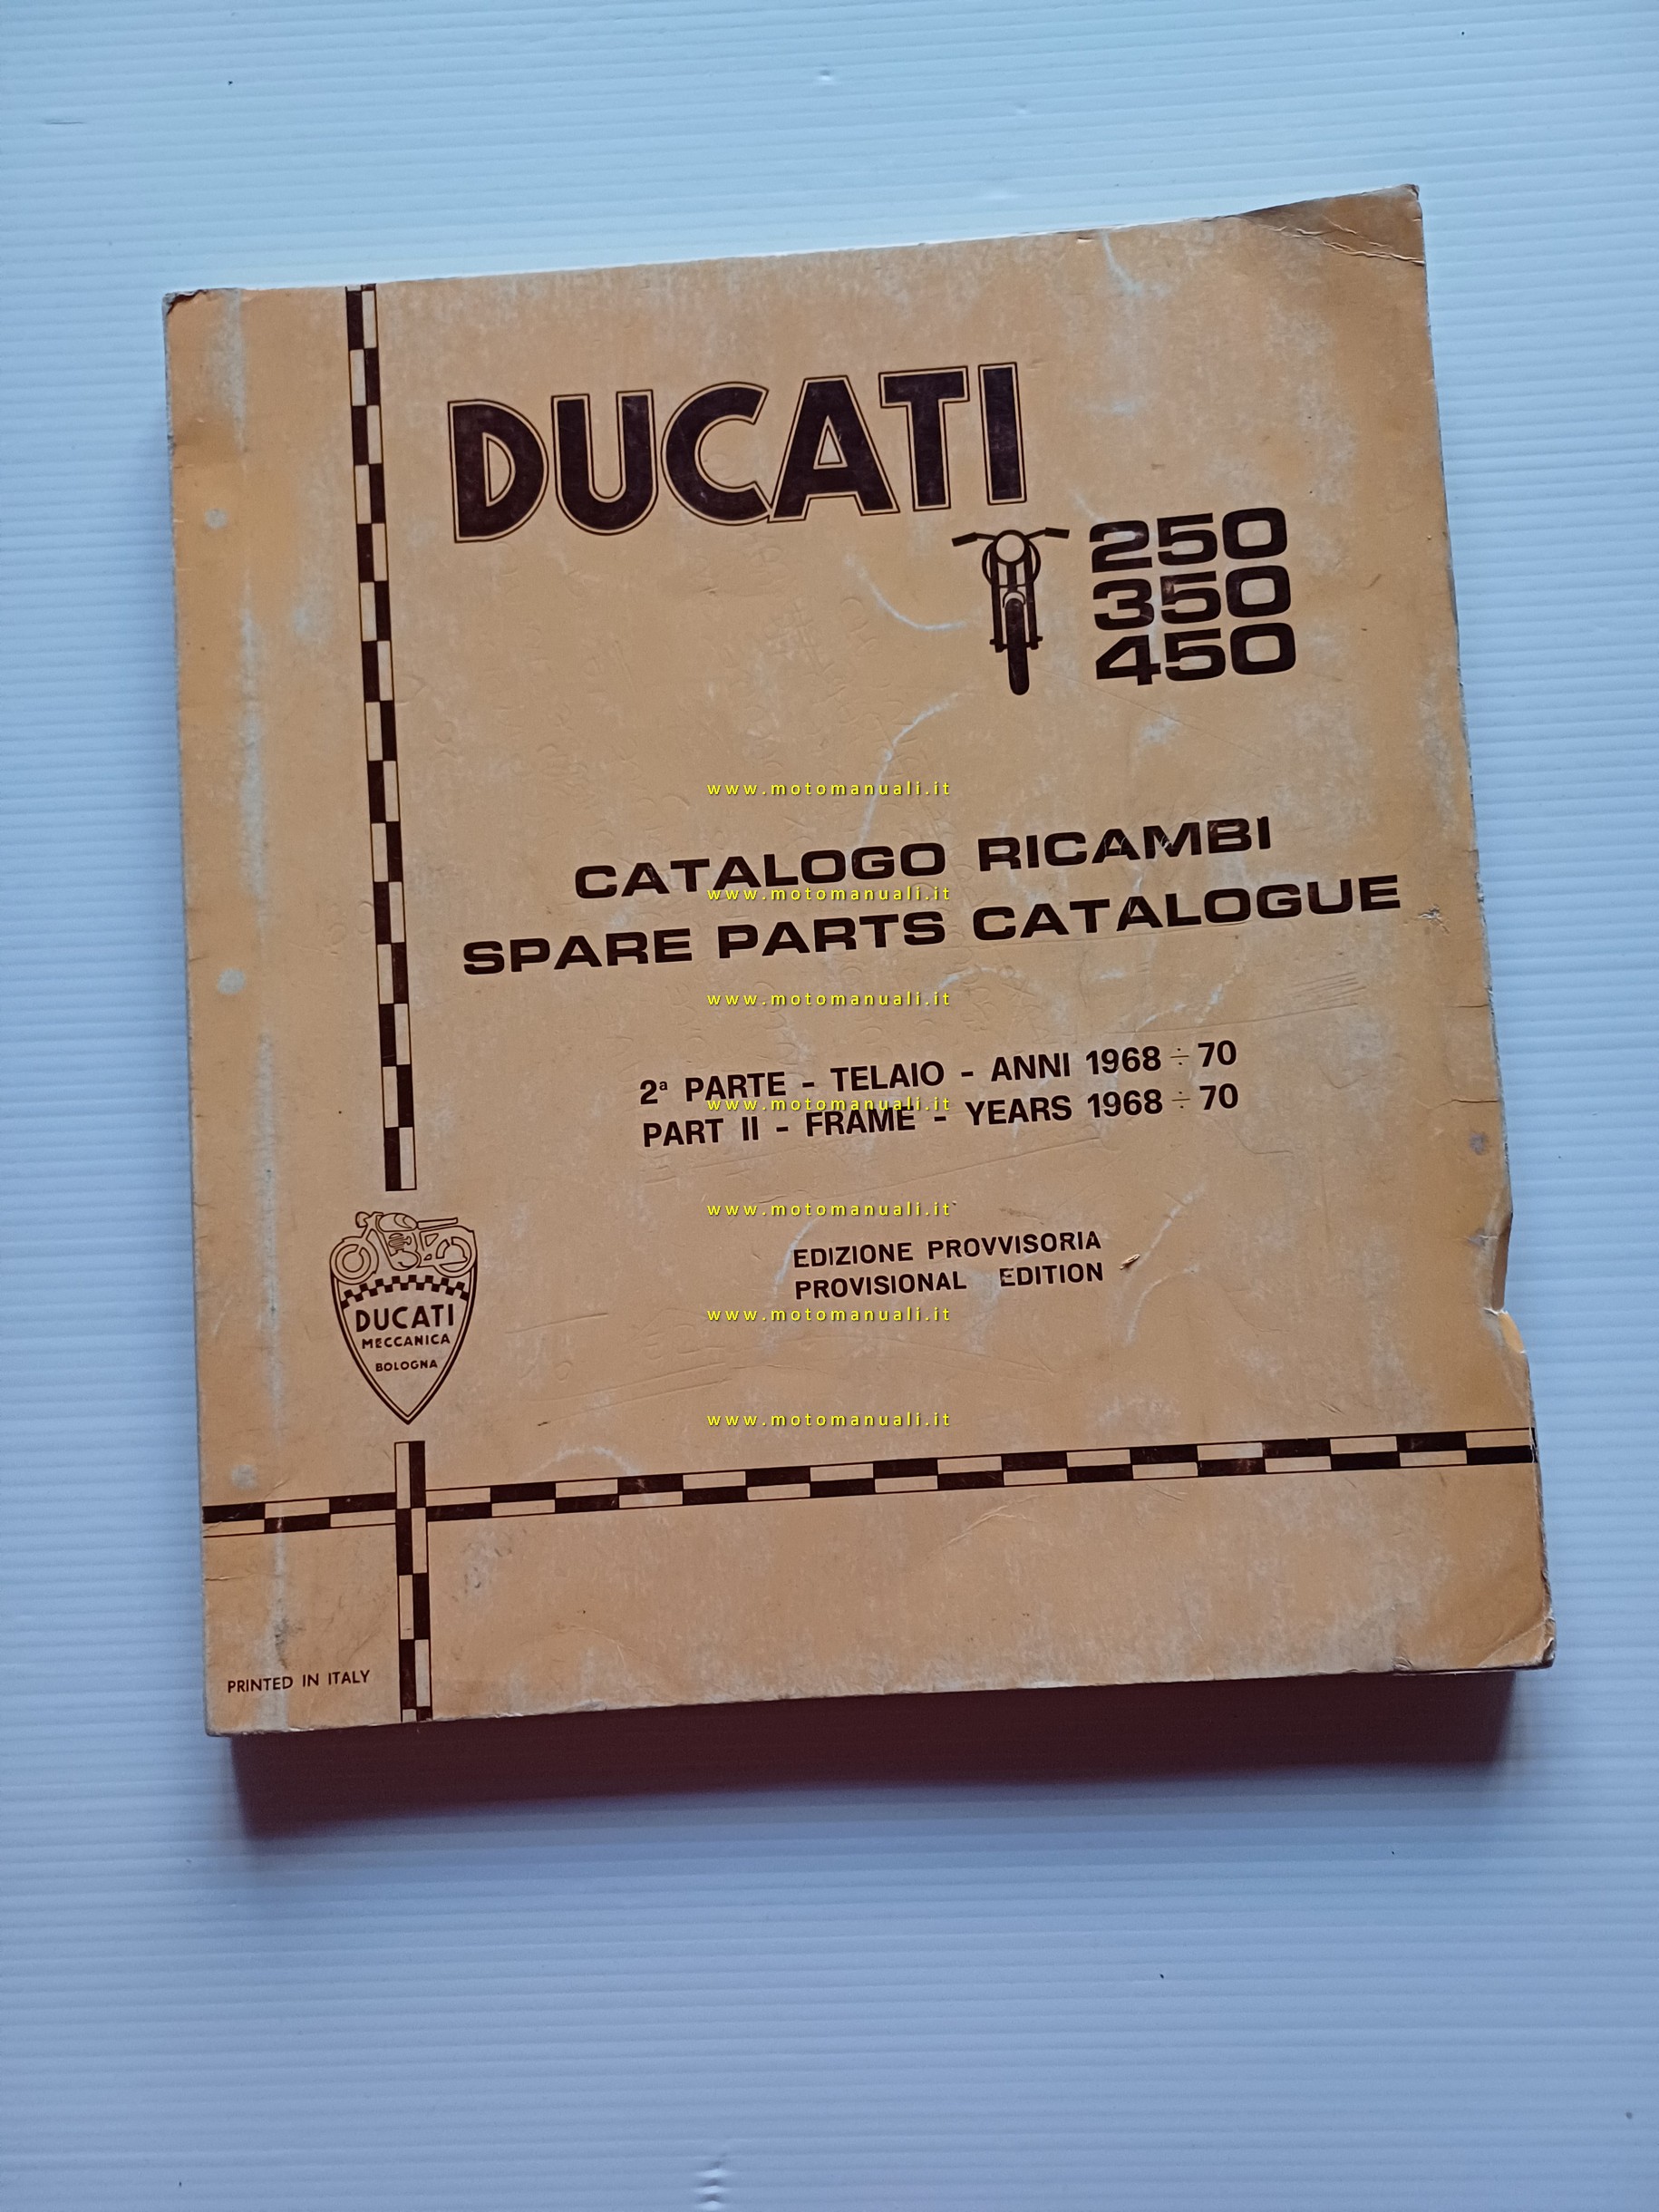 DUCATI
250
350
450
www.motomanuali.it
CATALOGO RICAMBI
www.motomanuali.it
SPARE PARTS CATALOGUE
www.motomanuali.it
2ª PARTE - TELAIO - ANNI 1968 ÷ 70
www.motomanuali.it
PART II - FRAME - YEARS 1968 ÷ 70
www.motomanuali.it
EDIZIONE PROVVISORIA
PROVISIONAL EDITION
www.motomanuali.it
DUCATI
MECCANICA
BOLOGNA
www.motomanuali.it
PRINTED IN ITALY